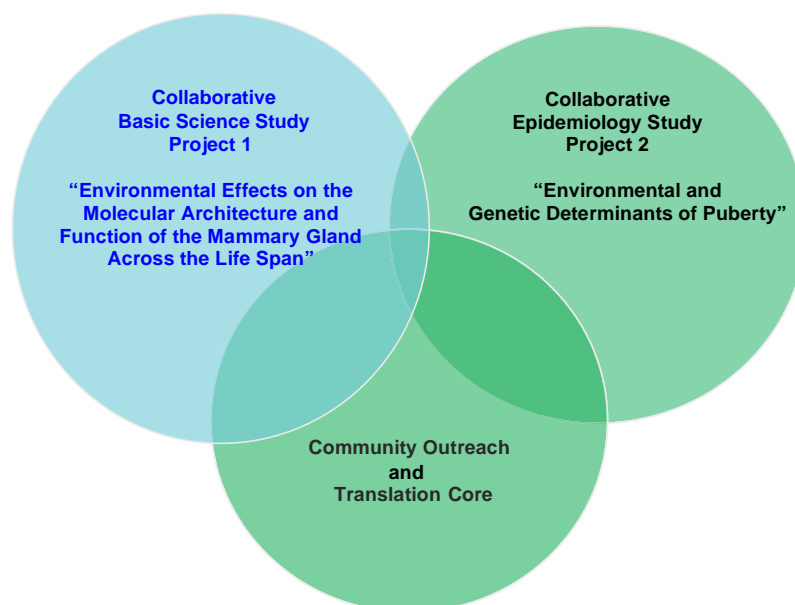 Collaborative
Basic Science Study
Project 1
“Environmental Effects on the
Molecular Architecture and
Function of the Mammary Gland
Across the Life Span”
Collaborative
Epidemiology Study
Project 2
“Environmental and
Genetic Determinants of Puberty”
Community Outreach
and
Translation Core